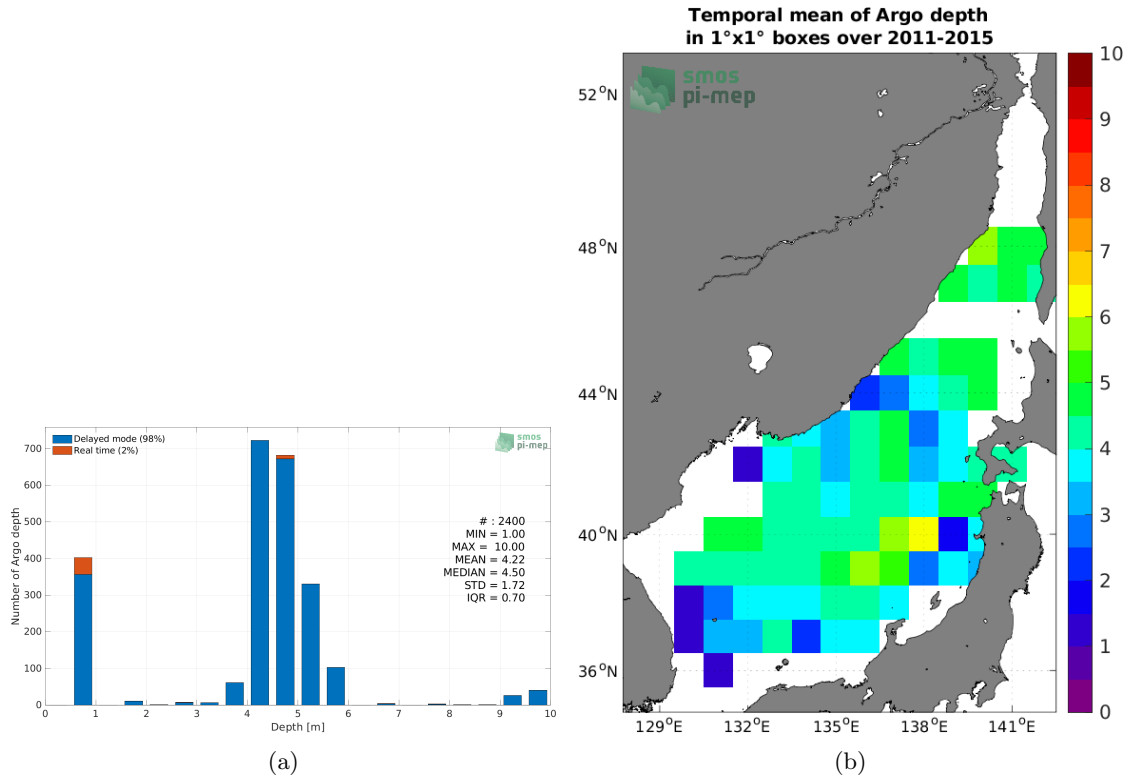 700
600
500
400
300
200
100
0
Number of Argo depth
Delayed mode (98%)
Real time (2%)
smos
pi-mep
# : 2400
MIN = 1.00
MAX = 10.00
MEAN = 4.22
MEDIAN = 4.50
STD = 1.72
IQR = 0.70
0 1 2 3 4 5 6 7 8 9 10
Depth [m]
(a)
Temporal mean of Argo depth
in 1°x1° boxes over 2011-2015
smos
pi-mep
52°N
48°N
44°N
40°N
36°N
129°E 132°E 135°E 138°E 141°E
10
9
8
7
6
5
4
3
2
1
0
(b)